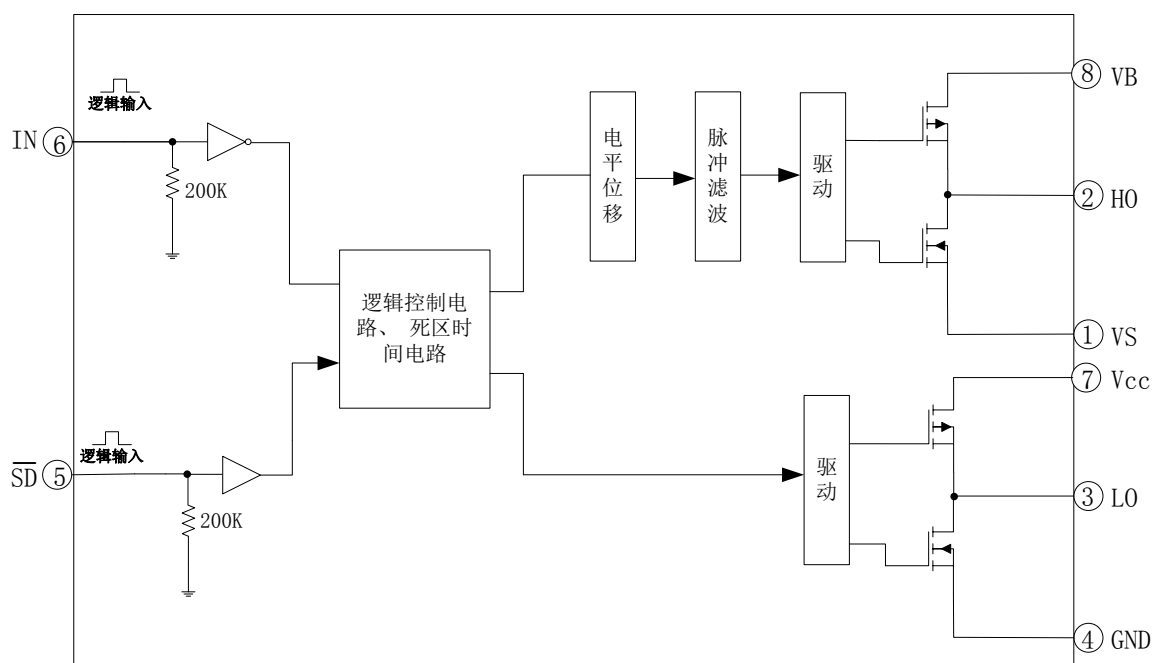 逻辑输入
IN ⑥
200K
逻辑输入
SD ⑤
200K
逻辑控制电
路、 死区时
间电路
电
平
位
移
脉
冲
滤
波
驱
动
驱
动
⑧ VB
② HO
① VS
⑦ Vcc
③ LO
④ GND